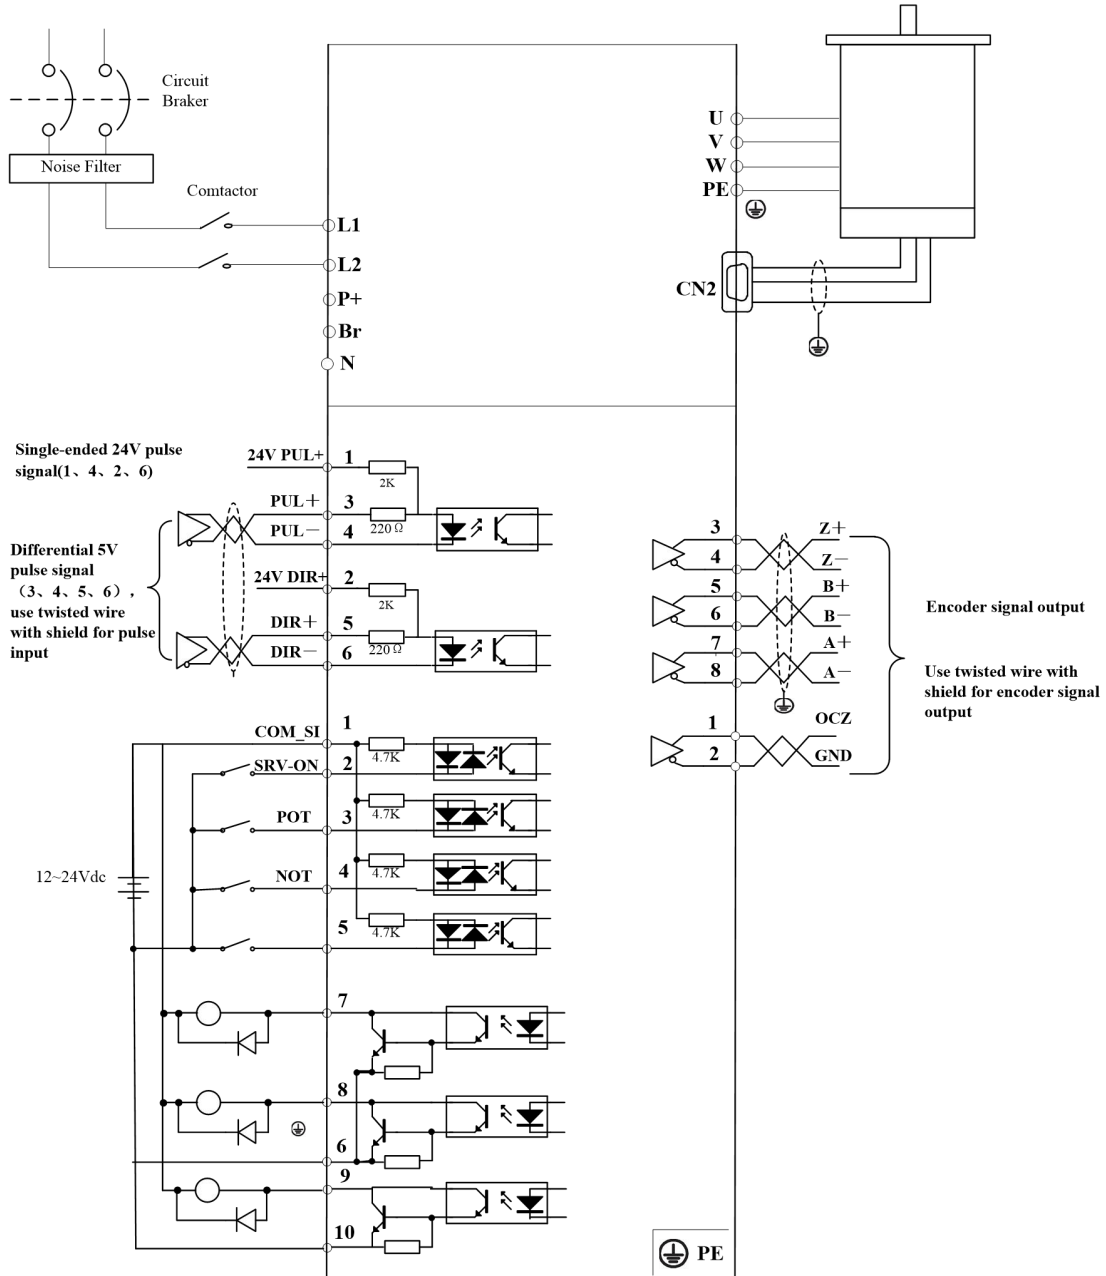 Circuit
Braker
Noise Filter
Comtactor
L1
L2
P+
Br
N
U
V
W
PE
CN2
Single-ended 24V pulse
signal(1、4、2、6)
24V PUL+
1
2K
PUL+
3
220Ω
PUL−
4
Differential 5V
pulse signal
（3、4、5、6），
use twisted wire
with shield for pulse
input
24V DIR+
2
2K
DIR+
5
220Ω
DIR−
6
3
Z+
4
Z−
5
B+
6
B−
7
A+
8
A−
1
OCZ
2
GND
Encoder signal output
Use twisted wire with
shield for encoder signal
output
COM_SI
1
4.7K
SRV-ON
2
POT
3
4.7K
NOT
4
4.7K
5
4.7K
12~24Vdc
7
8
6
9
10
PE